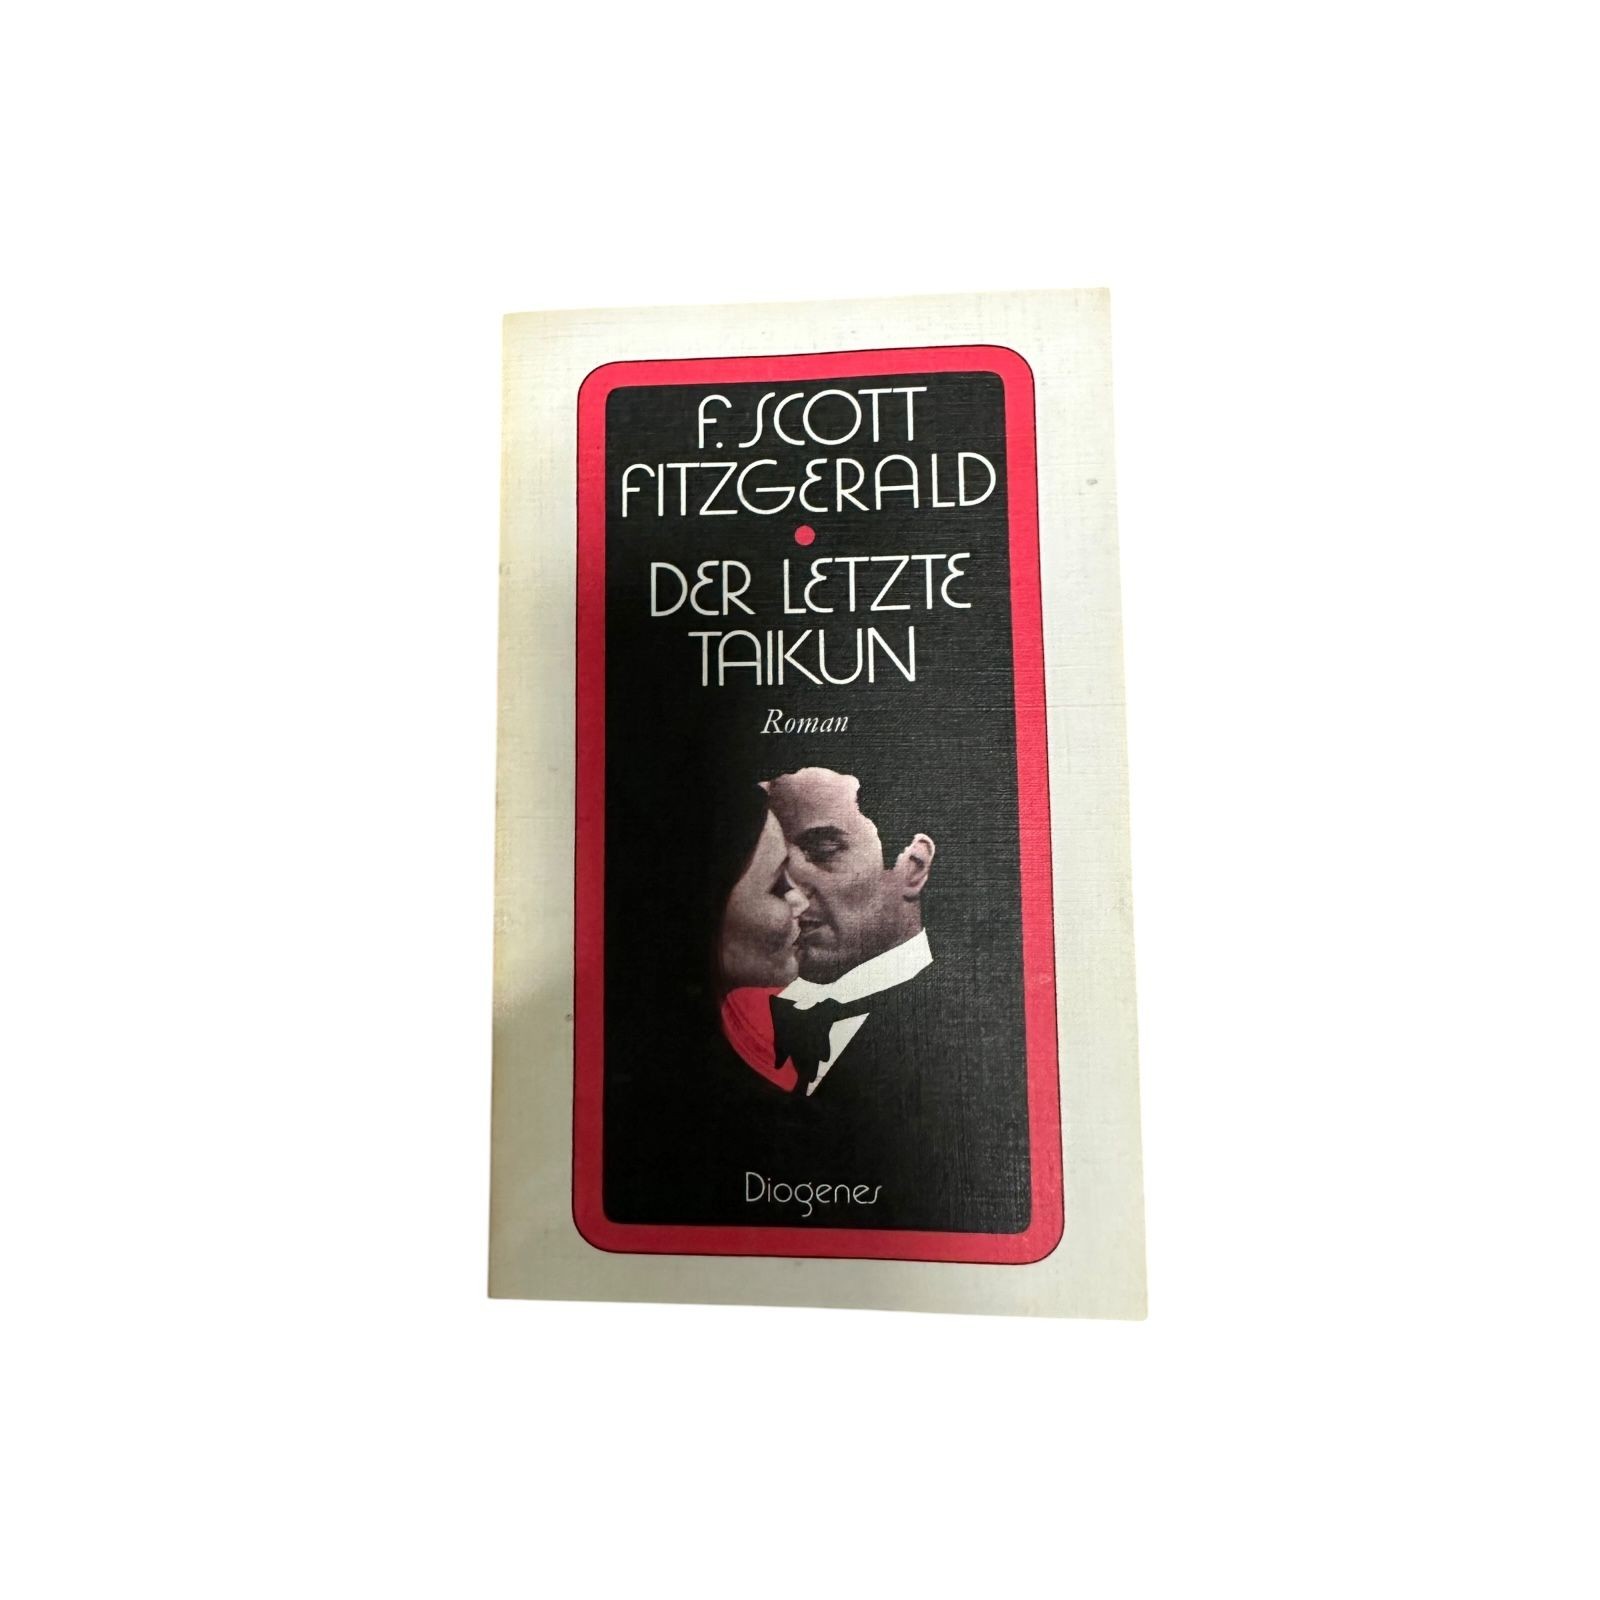 F. SCOTT
FITZGERALD
DER LETZTE
TAIKUN
Roman
Diogenes